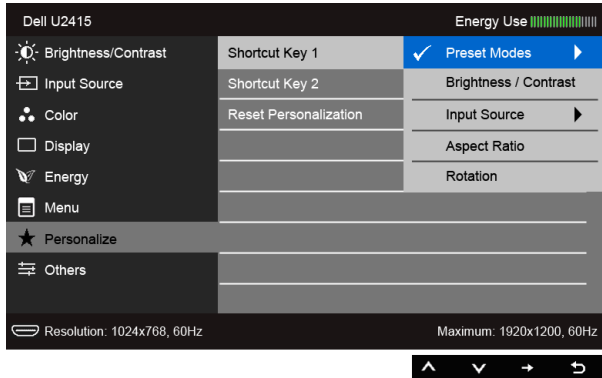 Dell U2415 Energy Use
Brightness/Contrast Shortcut Key 1 Preset Modes
Input Source Shortcut Key 2 Brightness / Contrast
Color Reset Personalization Input Source
Display Aspect Ratio
Energy Rotation
Menu
Personalize
Others
Resolution: 1024x768, 60Hz Maximum: 1920x1200, 60Hz